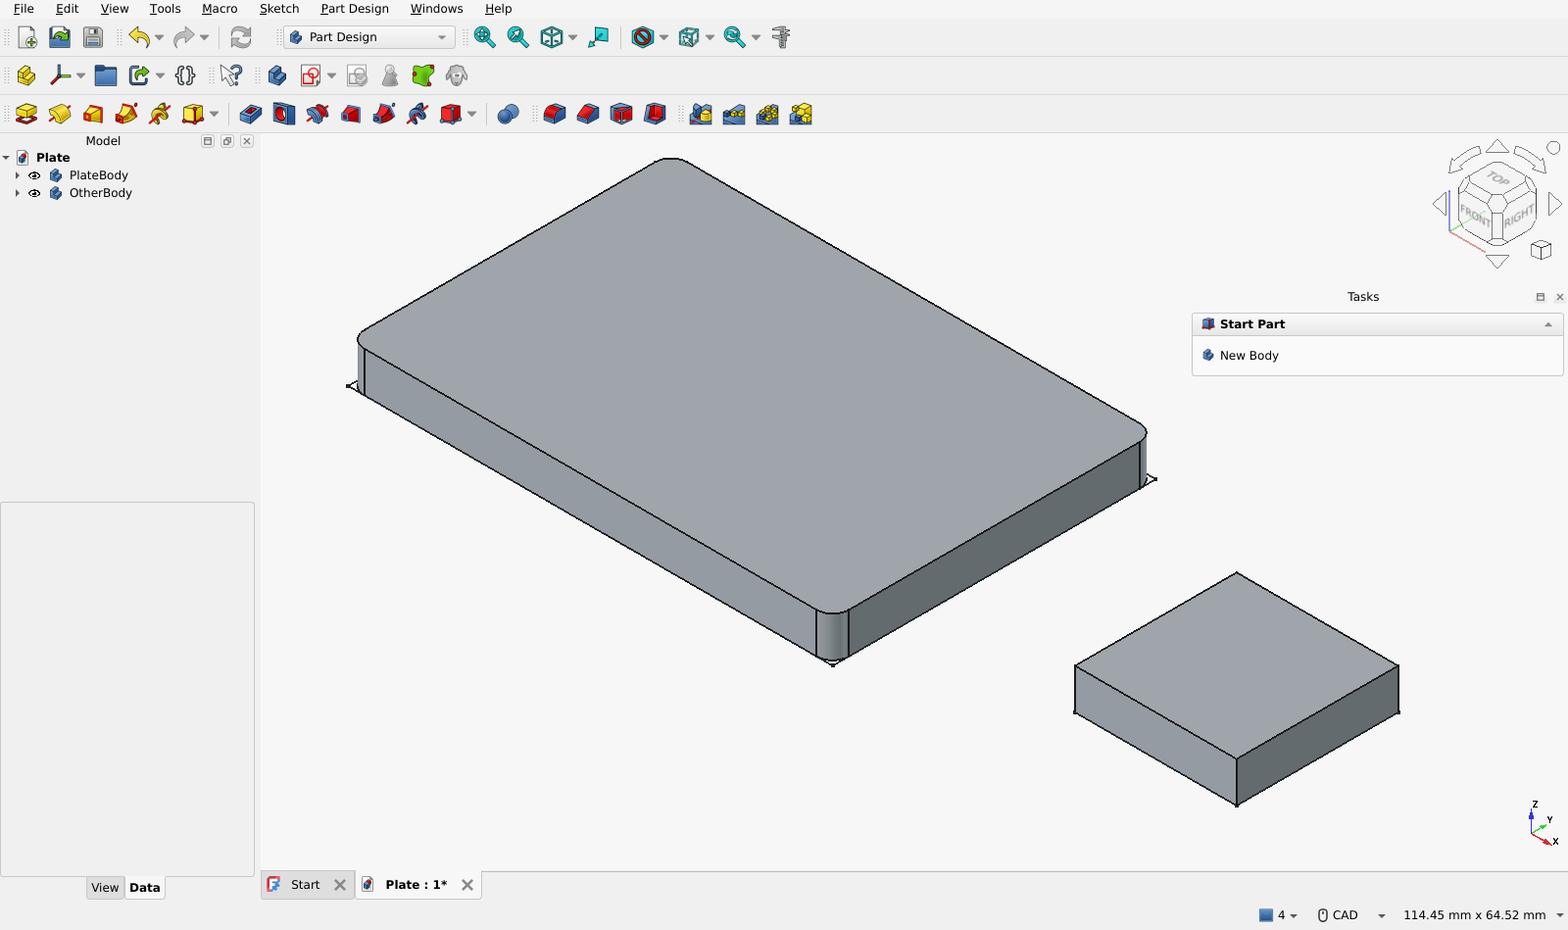 File Edit View Tools Macro Sketch Part Design Windows Help
Part Design
Model
Plate
PlateBody
OtherBody
TOP
FRONT
RIGHT
Tasks
Start Part
New Body
Z
Y
X
View Data
Start
Plate : 1*
4 CAD 114.45 mm x 64.52 mm